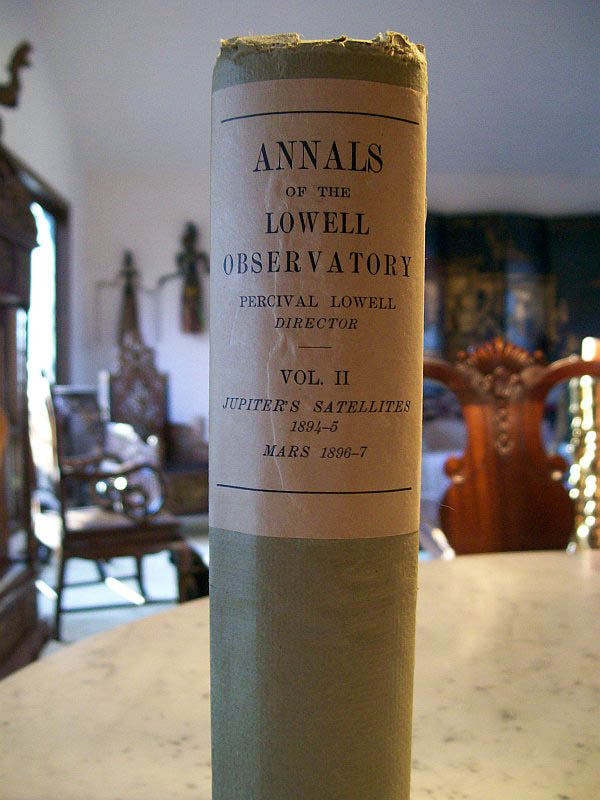 ANNALS
OF THE
LOWELL
OBSERVATORY
PERCIVAL LOWELL
DIRECTOR
VOL. II
JUPITER'S SATELLITES
1894-5
MARS 1896-7